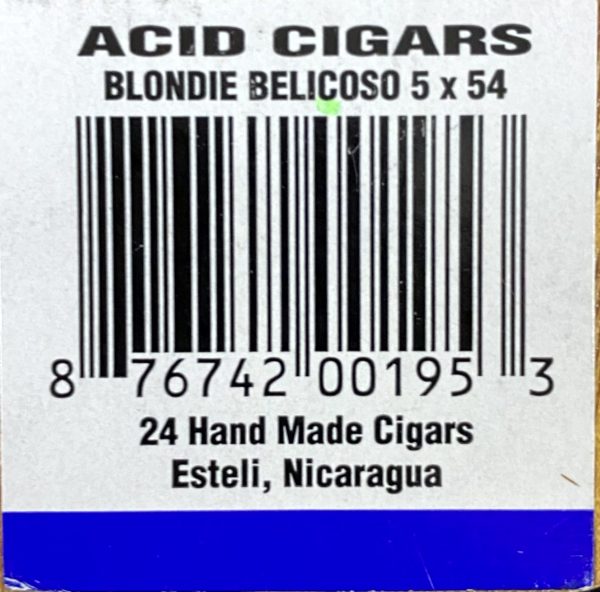 ACID CIGARS
BLONDIE BELICOSO 5 x 54
8 76742 00195 3
24 Hand Made Cigars
Esteli, Nicaragua